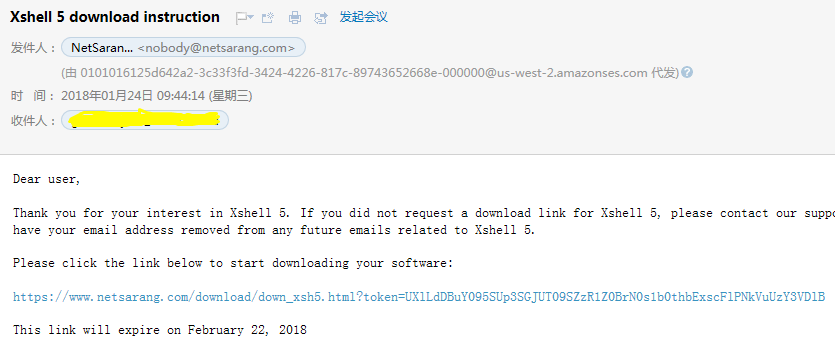 Xshell 5 download instruction 发起会议
发件人： NetSaran... <nobody@netsarang.com>
(由 0101016125d642a2-3c33f3fd-3424-4226-817c-89743652668e-000000@us-west-2.amazonses.com 代发)
时 间： 2018年01月24日 09:44:14 (星期三)
收件人：
Dear user,
Thank you for your interest in Xshell 5. If you did not request a download link for Xshell 5, please contact our suppo
have your email address removed from any future emails related to Xshell 5.
Please click the link below to start downloading your software:
https://www.netsarang.com/download/down_xsh5.html?token=UXlLdDBuY095SUp3SGJUT09SZzR1Z0BrN0s1b0thbExscFlPNkVuUzY3VDlB
This link will expire on February 22, 2018